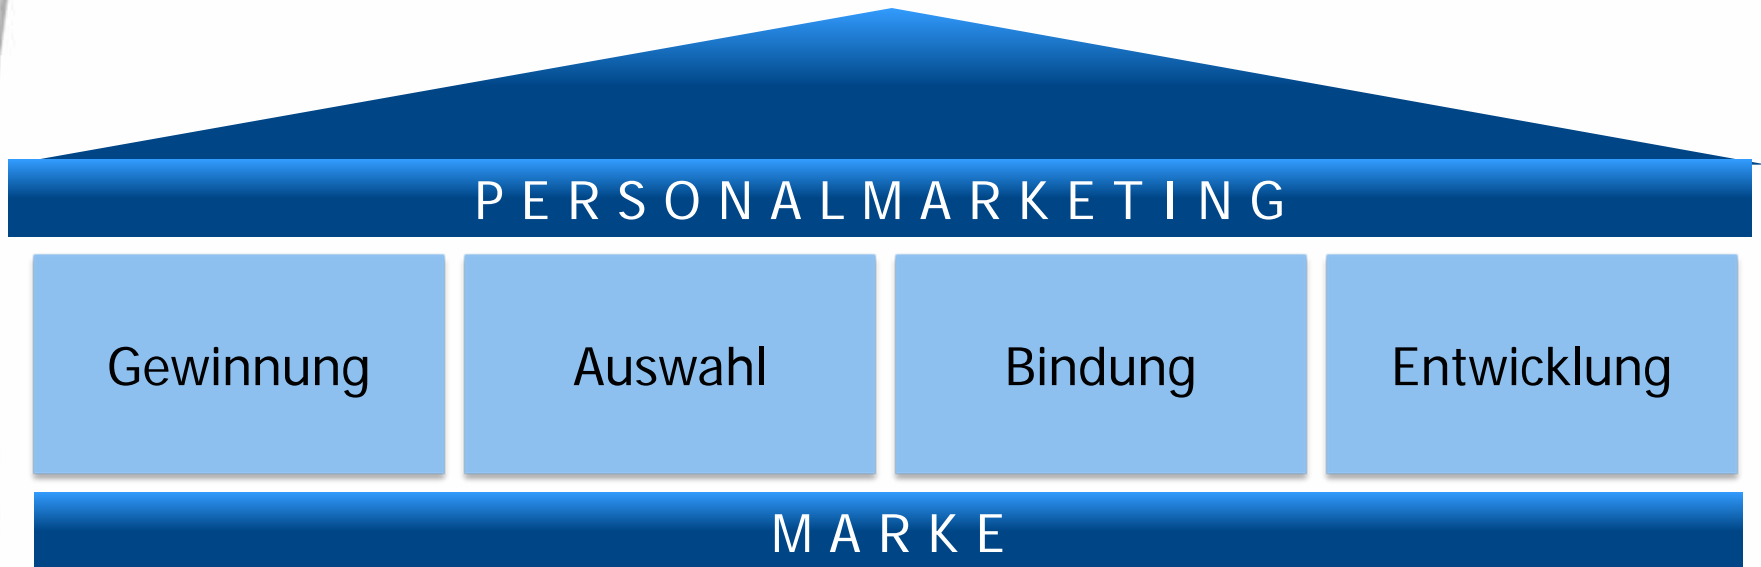 PERSONALMARKETING
Gewinnung Auswahl Bindung Entwicklung
MARKE